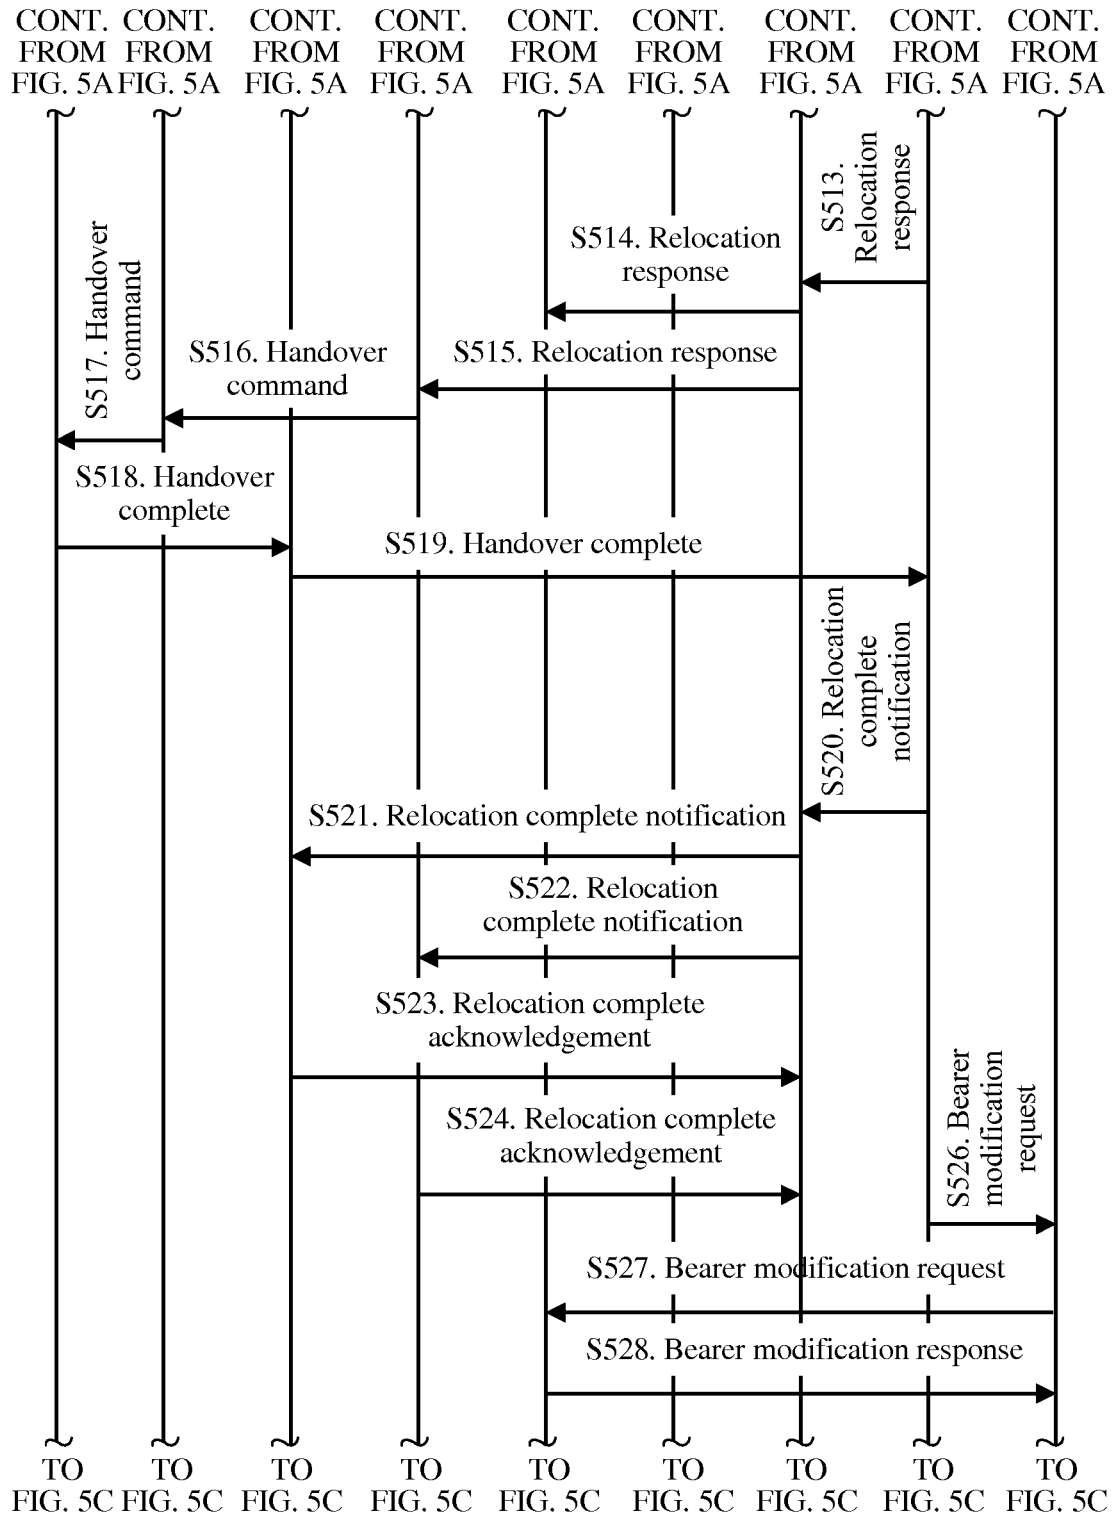 CONT. CONT. CONT. CONT. CONT. CONT. CONT. CONT. CONT.
FROM FROM FROM FROM FROM FROM FROM FROM FROM
FIG. 5A FIG. 5A FIG. 5A FIG. 5A FIG. 5A FIG. 5A FIG. 5A FIG. 5A FIG. 5A
S513.
Relocation
response
S514. Relocation
response
S515. Relocation response
S516. Handover
command
S517. Handover
command
S518. Handover
complete
S519. Handover complete
S520. Relocation
complete
notification
S521. Relocation complete notification
S522. Relocation
complete notification
S523. Relocation complete
acknowledgement
S524. Relocation complete
acknowledgement
S526. Bearer
modification
request
S527. Bearer modification request
S528. Bearer modification response
TO TO TO TO TO TO TO TO TO
FIG. 5C FIG. 5C FIG. 5C FIG. 5C FIG. 5C FIG. 5C FIG. 5C FIG. 5C FIG. 5C